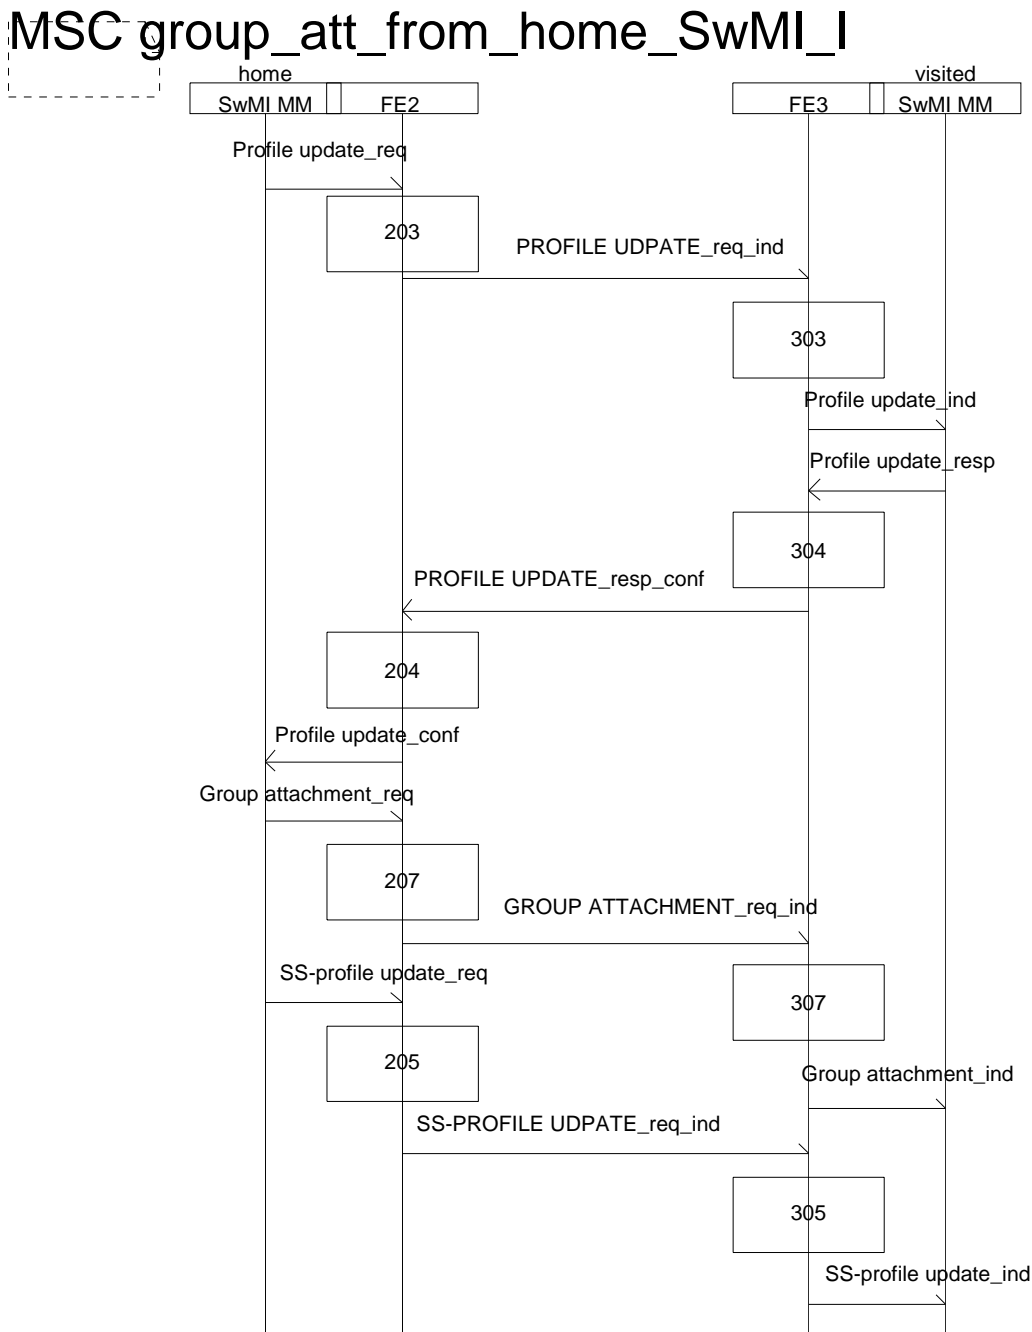 MSC group_att_from_home_SwMI_I
home
visited
SwMI MM
FE2
FE3
SwMI MM
Profile update_req
203
PROFILE UDPATE_req_ind
303
Profile update_ind
Profile update_resp
304
PROFILE UPDATE_resp_conf
204
Profile update_conf
Group attachment_req
207
GROUP ATTACHMENT_req_ind
SS-profile update_req
307
205
Group attachment_ind
SS-PROFILE UDPATE_req_ind
305
SS-profile update_ind